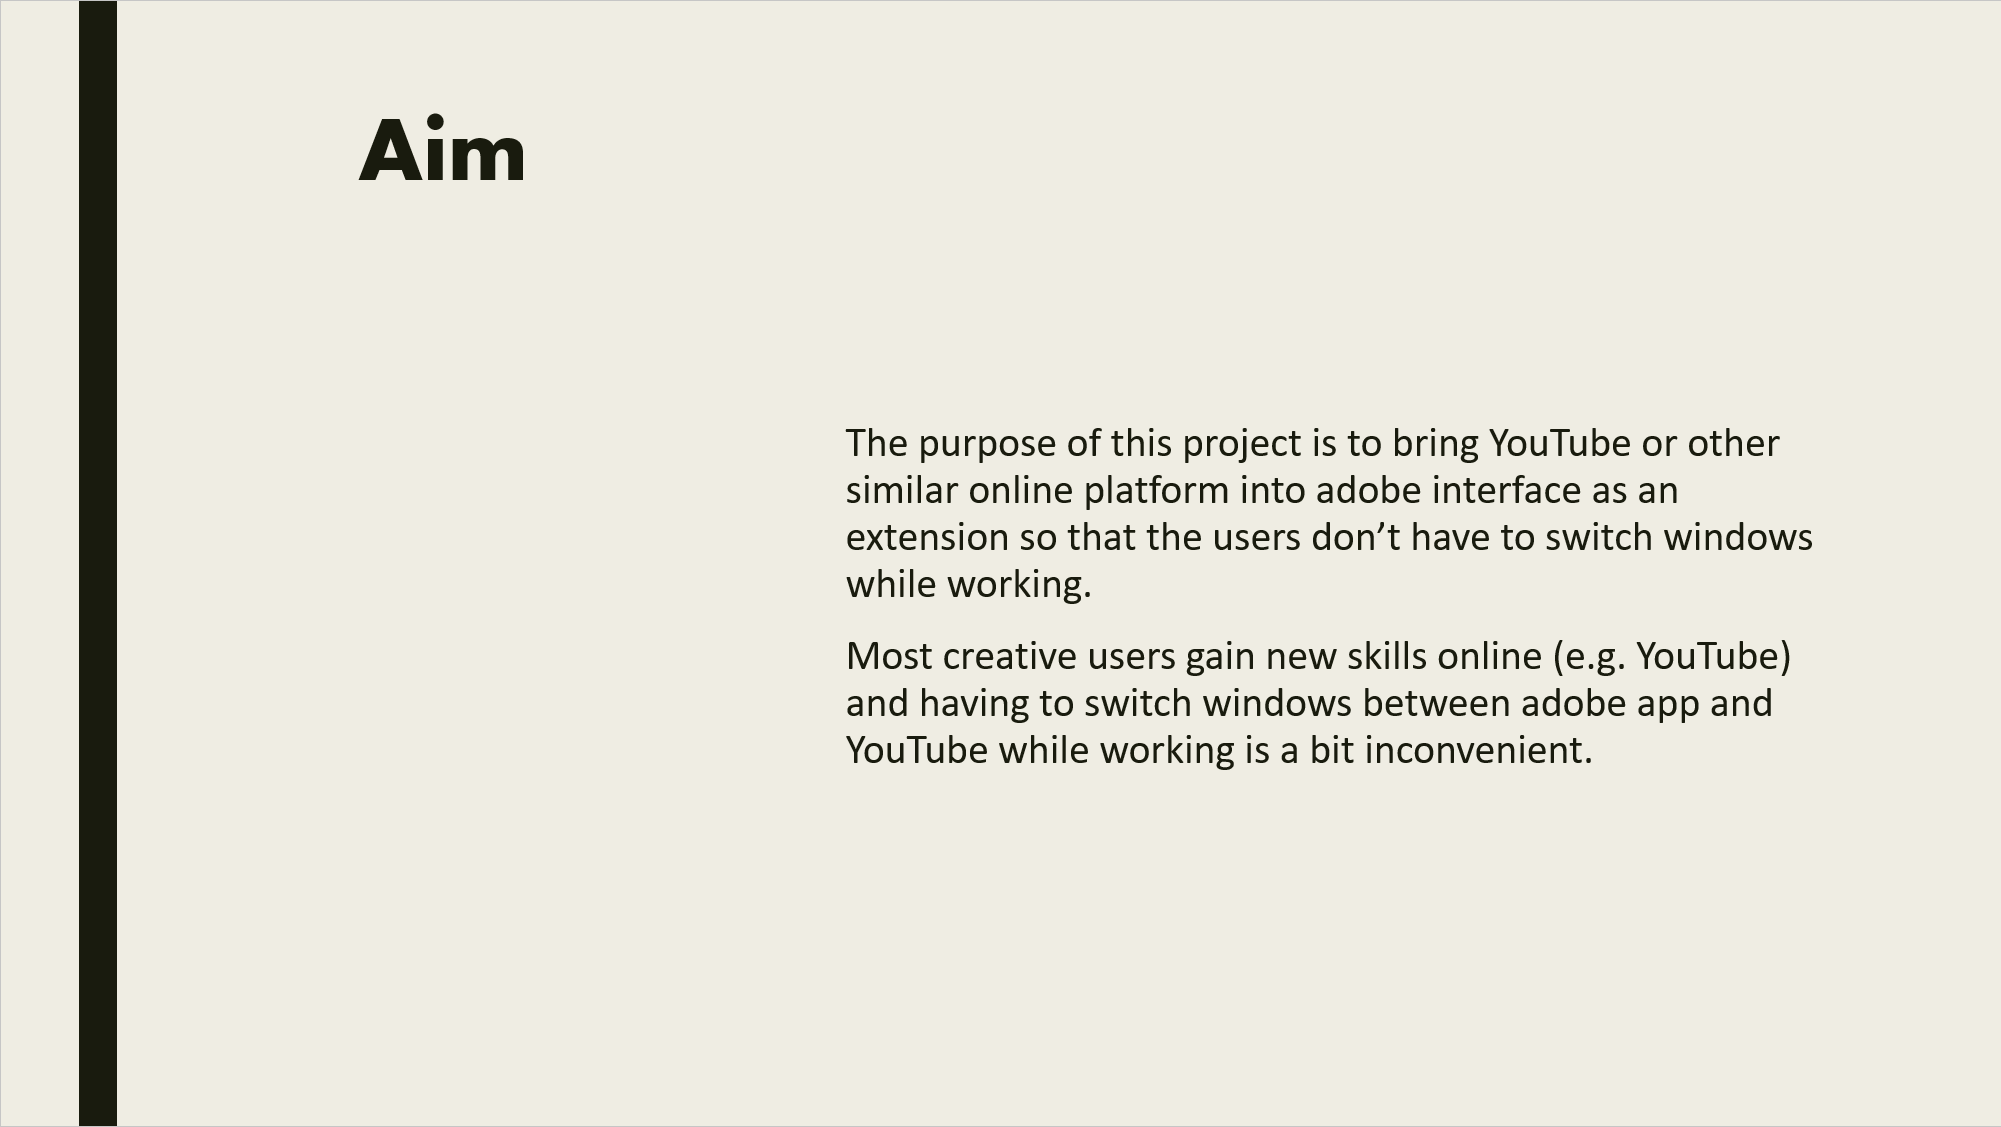 Aim
The purpose of this project is to bring YouTube or other
similar online platform into adobe interface as an
extension so that the users don’t have to switch windows
while working.
Most creative users gain new skills online (e.g. YouTube)
and having to switch windows between adobe app and
YouTube while working is a bit inconvenient.